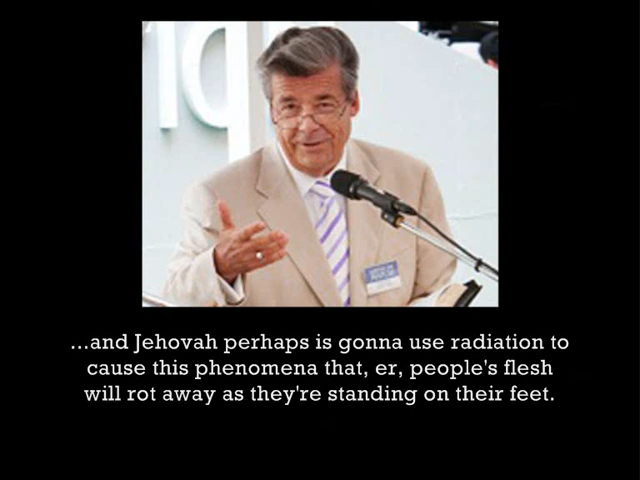 ...and Jehovah perhaps is gonna use radiation to
cause this phenomena that, er, people's flesh
will rot away as they're standing on their feet.